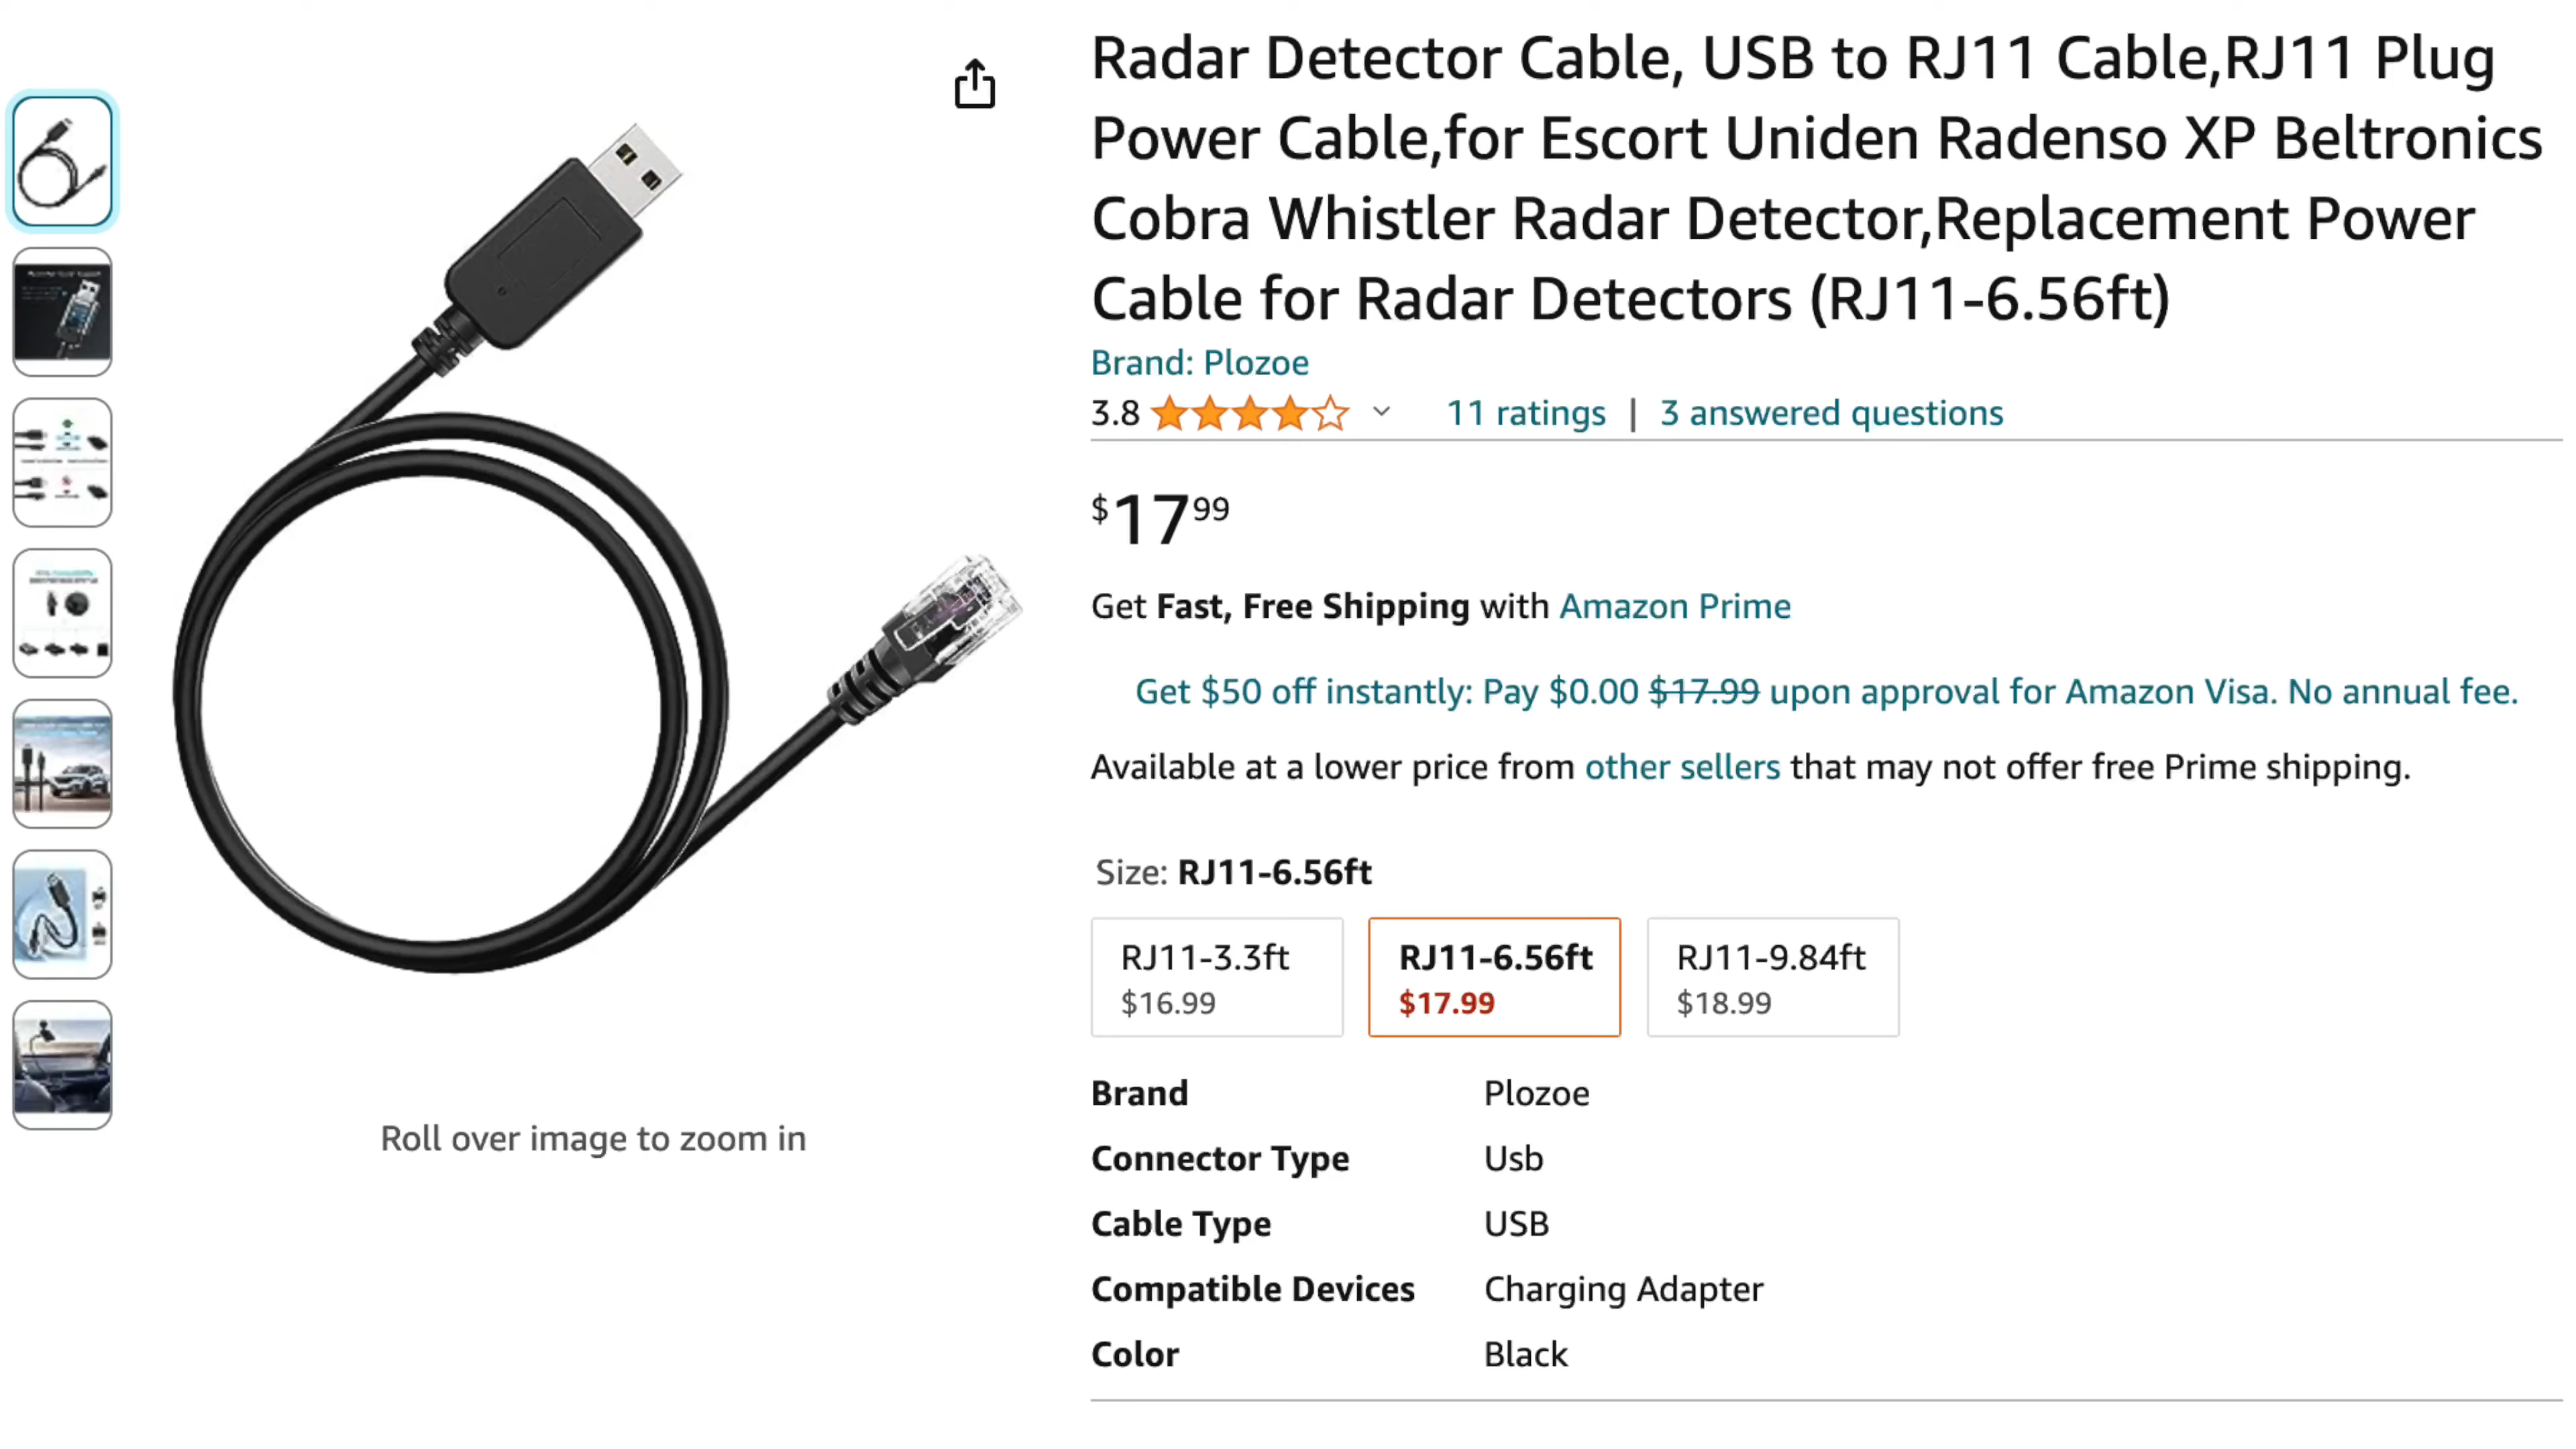 Radar Detector Cable, USB to RJ11 Cable,RJ11 Plug
Power Cable,for Escort Uniden Radenso XP Beltronics
Cobra Whistler Radar Detector,Replacement Power
Cable for Radar Detectors (RJ11-6.56ft)
Brand: Plozoe
3.8 11 ratings | 3 answered questions
$17.99
Get Fast, Free Shipping with Amazon Prime
Get $50 off instantly: Pay $0.00 $17.99 upon approval for Amazon Visa. No annual fee.
Available at a lower price from other sellers that may not offer free Prime shipping.
Size: RJ11-6.56ft
RJ11-3.3ft RJ11-6.56ft RJ11-9.84ft
$16.99 $17.99 $18.99
Brand Plozoe
Connector Type Usb
Cable Type USB
Compatible Devices Charging Adapter
Color Black
Roll over image to zoom in